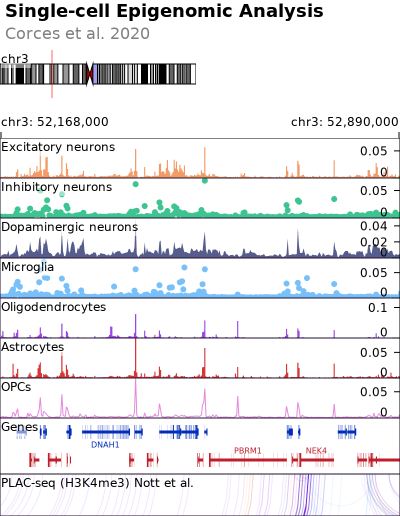 Single-cell Epigenomic Analysis
Corces et al. 2020
chr3
chr3: 52,168,000 chr3: 52,890,000
Excitatory neurons 0.05
0
Inhibitory neurons 0.05
0
Dopaminergic neurons 0.04
0.02
0
Microglia 0.05
0
Oligodendrocytes 0.1
0
Astrocytes 0.05
0
OPCs 0.05
0
Genes
DNAH1
PBRM1 NEK4
PLAC-seq (H3K4me3) Nott et al.